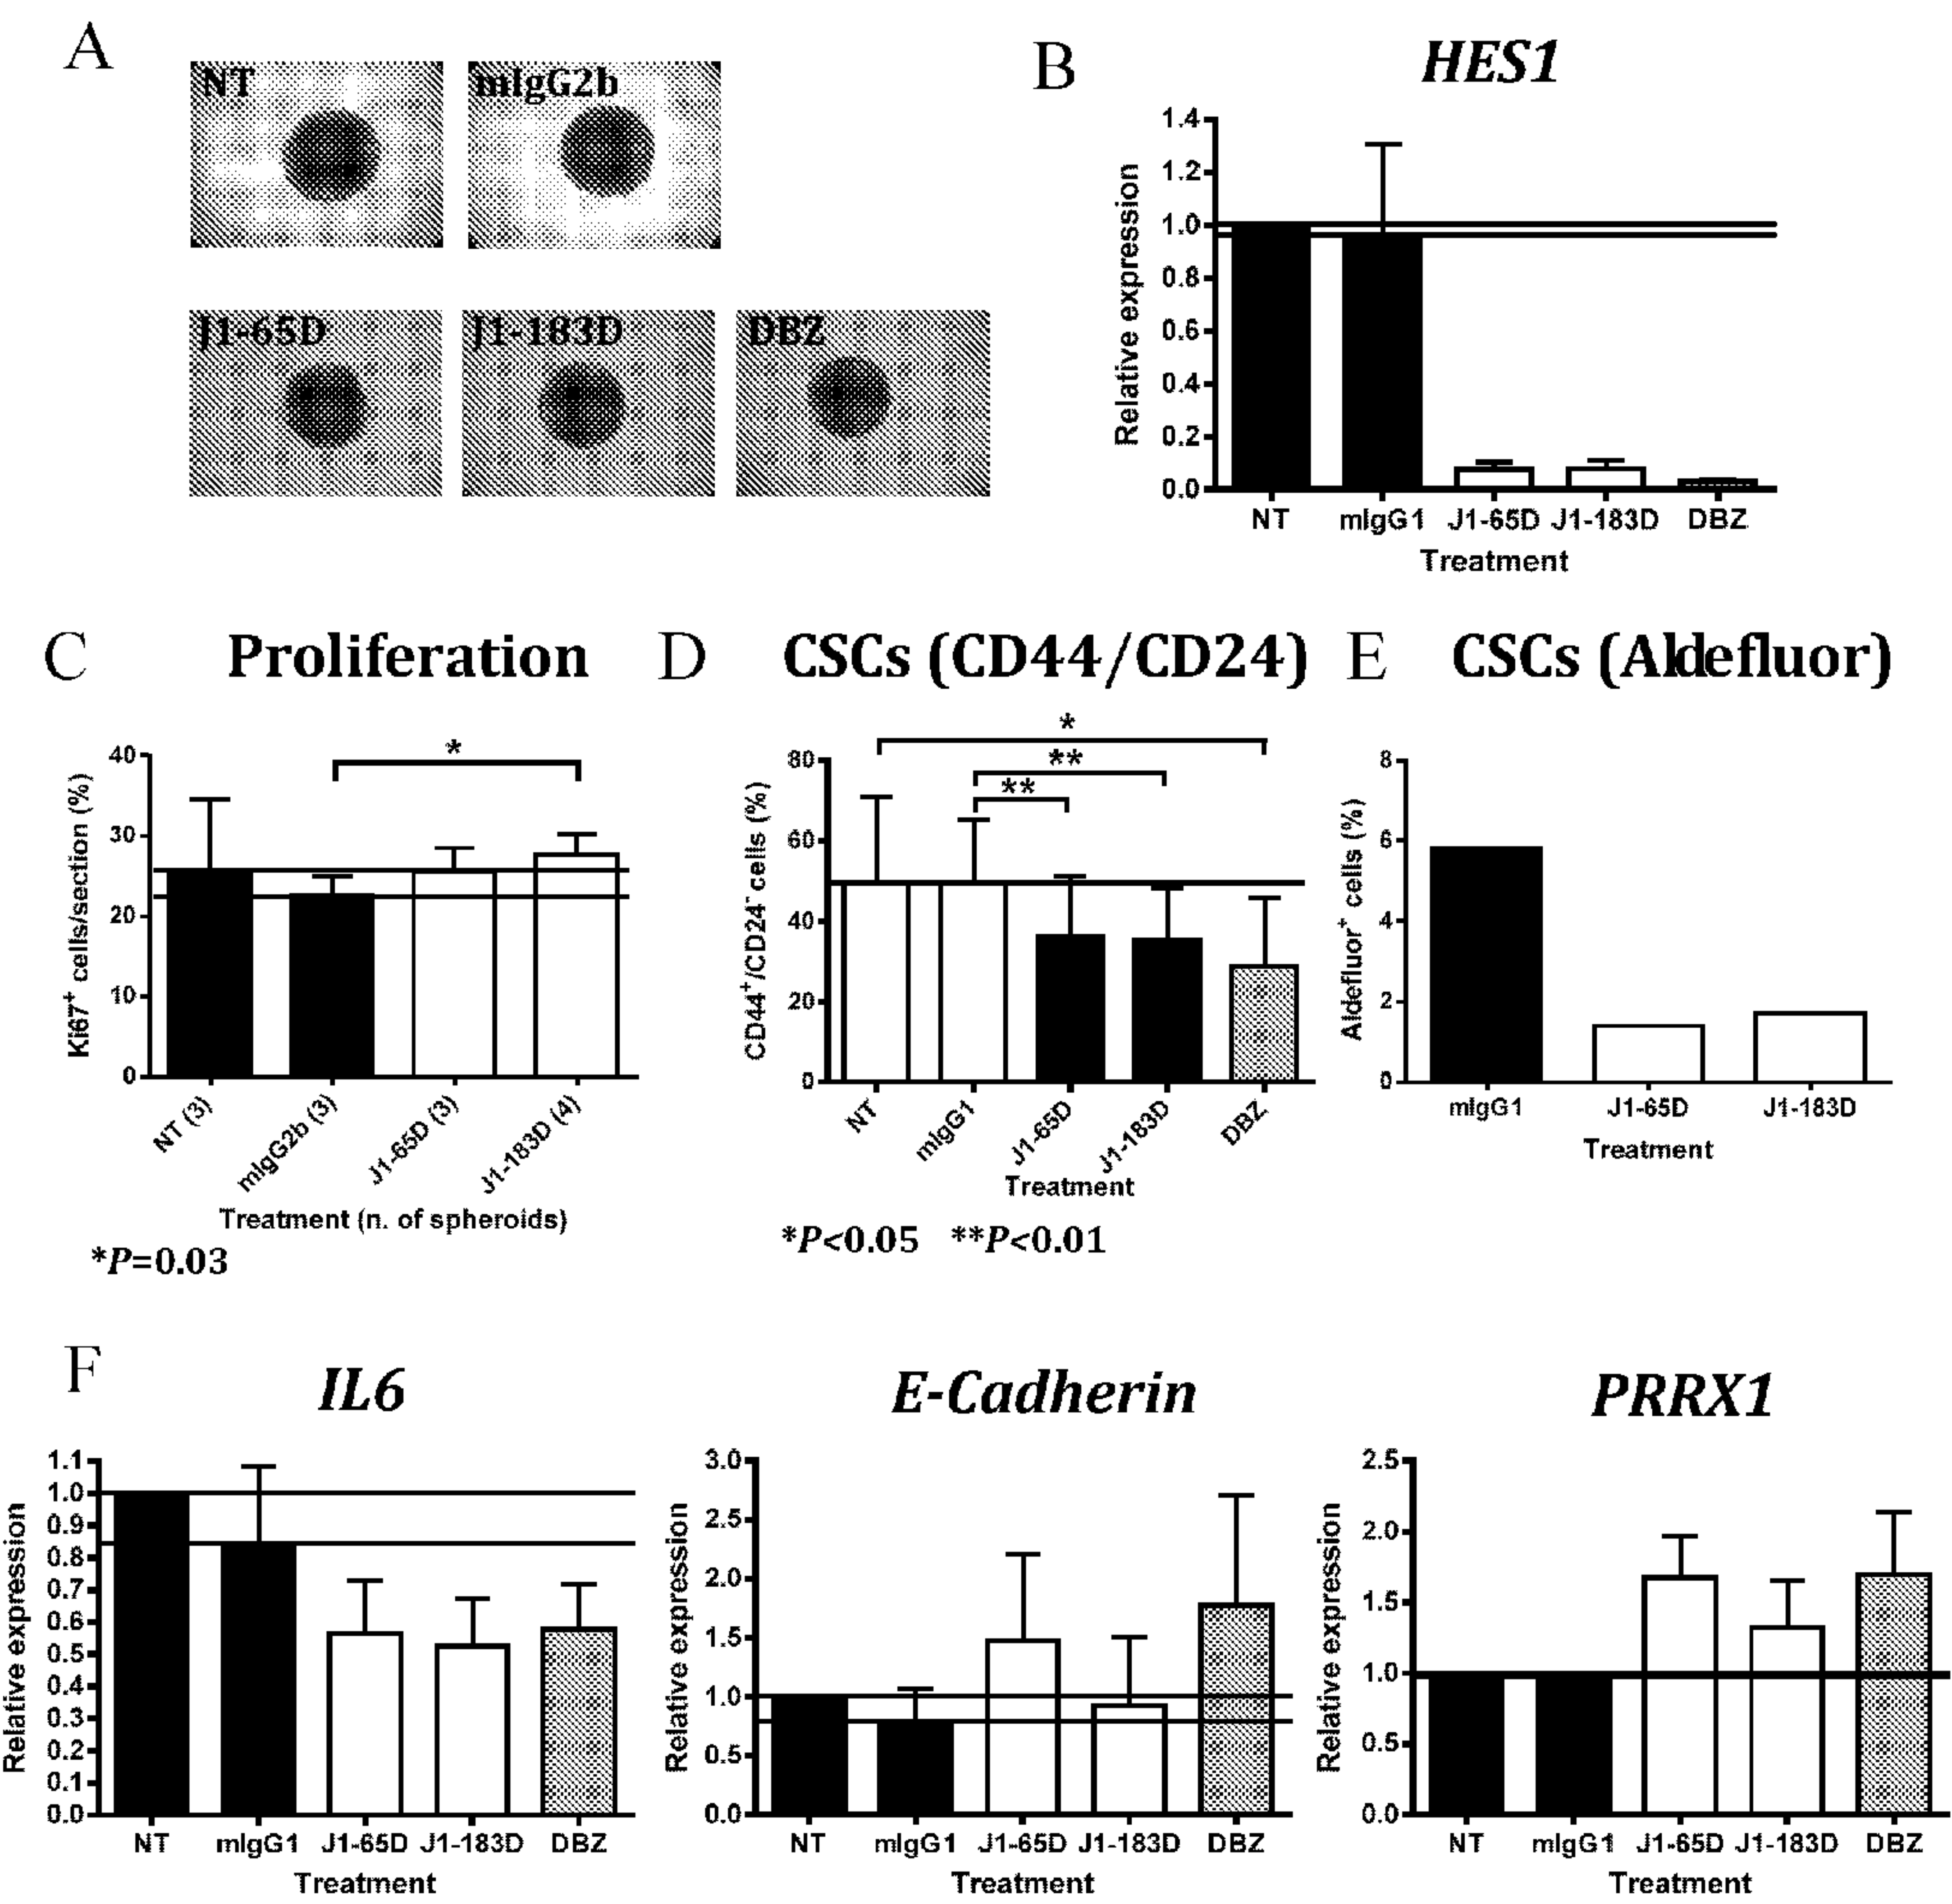 A
NT
mIgG2b
J1-65D
J1-183D
DBZ
B
HES1
Relative expression
1.4
1.2
1.0
0.8
0.6
0.4
0.2
0.0
NT mIgG1 J1-65D J1-183D DBZ
Treatment
C Proliferation
Ki67+ cells/section (%)
40
30
20
10
0
*
NT (3) mIgG2b (3) J1-65D (3) J1-183D (4)
Treatment (n. of spheroids)
*P=0.03
D CSCs (CD44/CD24)
CD44+/CD24- cells (%)
80
60
40
20
0
*
**
**
NT mIgG1 J1-65D J1-183D DBZ
Treatment
*P<0.05 **P<0.01
E CSCs (Aldefluor)
Aldefluor+ cells (%)
8
6
4
2
0
mIgG1 J1-65D J1-183D
Treatment
F
IL6
Relative expression
1.1
1.0
0.9
0.8
0.7
0.6
0.5
0.4
0.3
0.2
0.1
0.0
NT mIgG1 J1-65D J1-183D DBZ
Treatment
E-Cadherin
Relative expression
3.0
2.5
2.0
1.5
1.0
0.5
0.0
NT mIgG1 J1-65D J1-183D DBZ
Treatment
PRRX1
Relative expression
2.5
2.0
1.5
1.0
0.5
0.0
NT mIgG1 J1-65D J1-183D DBZ
Treatment